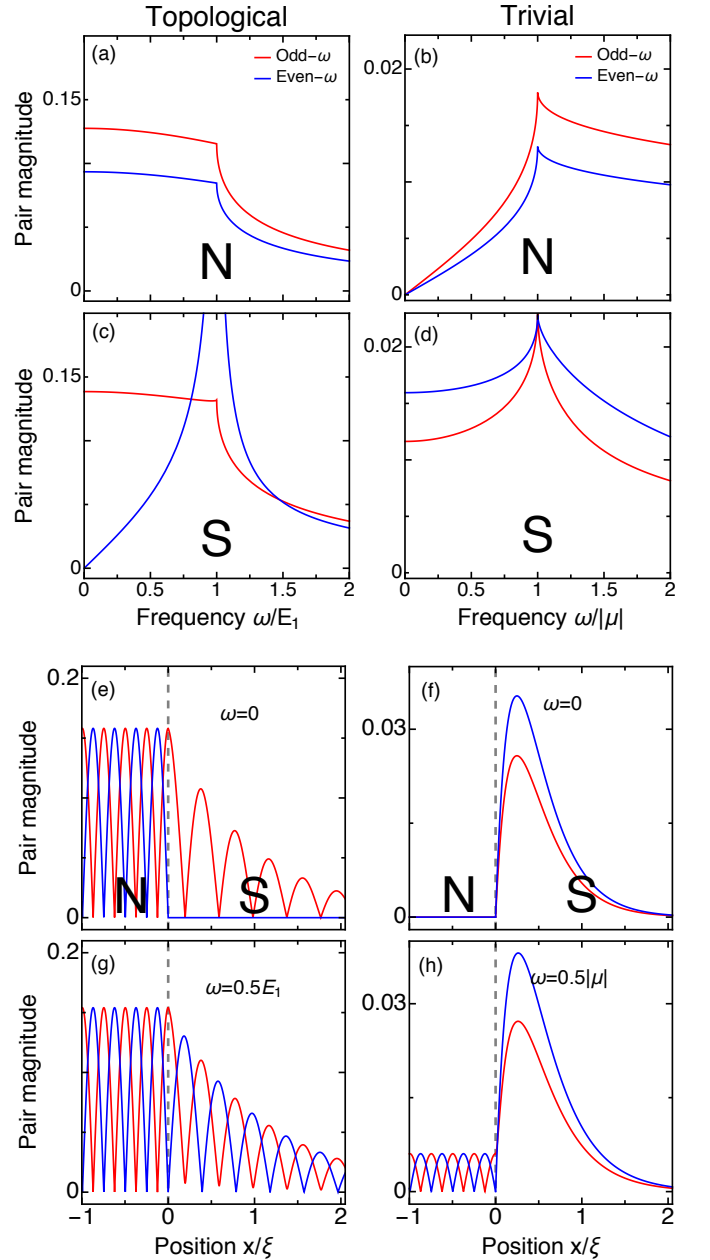 Topological
Trivial
(a)
Odd-ω
Even-ω
0.15
0
Pair magnitude
N
(b)
Odd-ω
Even-ω
0.02
0
N
(c)
0.15
0
Pair magnitude
S
0 0.5 1 1.5 2
Frequency ω/E₁
(d)
0.02
0
S
0 0.5 1 1.5 2
Frequency ω/|μ|
(e)
ω=0
0.2
0
Pair magnitude
N
S
(f)
ω=0
0.03
0
N
S
(g)
ω=0.5E₁
0.2
0
Pair magnitude
−1 0 1 2
Position x/ξ
(h)
ω=0.5|μ|
0.03
0
−1 0 1 2
Position x/ξ